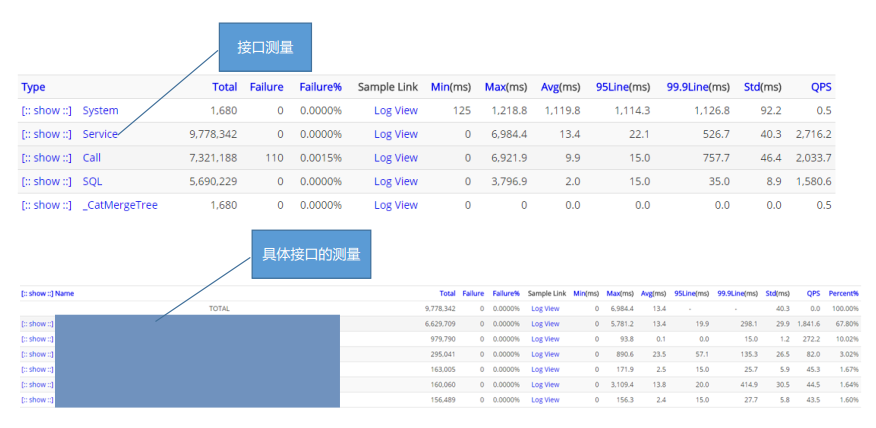 接口测量
Type Total Failure Failure% Sample Link Min(ms) Max(ms) Avg(ms) 95Line(ms) 99.9Line(ms) Std(ms) QPS
[:: show ::] System 1,680 0 0.0000% Log View 125 1,218.8 1,119.8 1,114.3 1,126.8 92.2 0.5
[:: show ::] Service 9,778,342 0 0.0000% Log View 0 6,984.4 13.4 22.1 526.7 40.3 2,716.2
[:: show ::] Call 7,321,188 110 0.0015% Log View 0 6,921.9 9.9 15.0 757.7 46.4 2,033.7
[:: show ::] SQL 5,690,229 0 0.0000% Log View 0 3,796.9 2.0 15.0 35.0 8.9 1,580.6
[:: show ::] _CatMergeTree 1,680 0 0.0000% Log View 0 0 0.0 0.0 0.0 0.0 0.5
具体接口的测量
[:: show ::] Name Total Failure Failure% Sample Link Min(ms) Max(ms) Avg(ms) 95Line(ms) 99.9Line(ms) Std(ms) QPS Percent%
TOTAL 9,778,342 0 0.0000% Log View 0 6,984.4 13.4 - - 40.3 0.0 100.00%
[:: show ::] 6,629,709 0 0.0000% Log View 0 5,781.2 13.4 19.9 298.1 29.9 1,841.6 67.80%
[:: show ::] 979,790 0 0.0000% Log View 0 93.8 0.1 0.0 15.0 1.2 272.2 10.02%
[:: show ::] 295,041 0 0.0000% Log View 0 890.6 23.5 57.1 135.3 26.5 82.0 3.02%
[:: show ::] 163,005 0 0.0000% Log View 0 171.9 2.5 15.0 25.7 5.9 45.3 1.67%
[:: show ::] 160,060 0 0.0000% Log View 0 3,109.4 13.8 20.0 414.9 30.5 44.5 1.64%
[:: show ::] 156,489 0 0.0000% Log View 0 156.3 2.4 15.0 27.7 5.8 43.5 1.60%